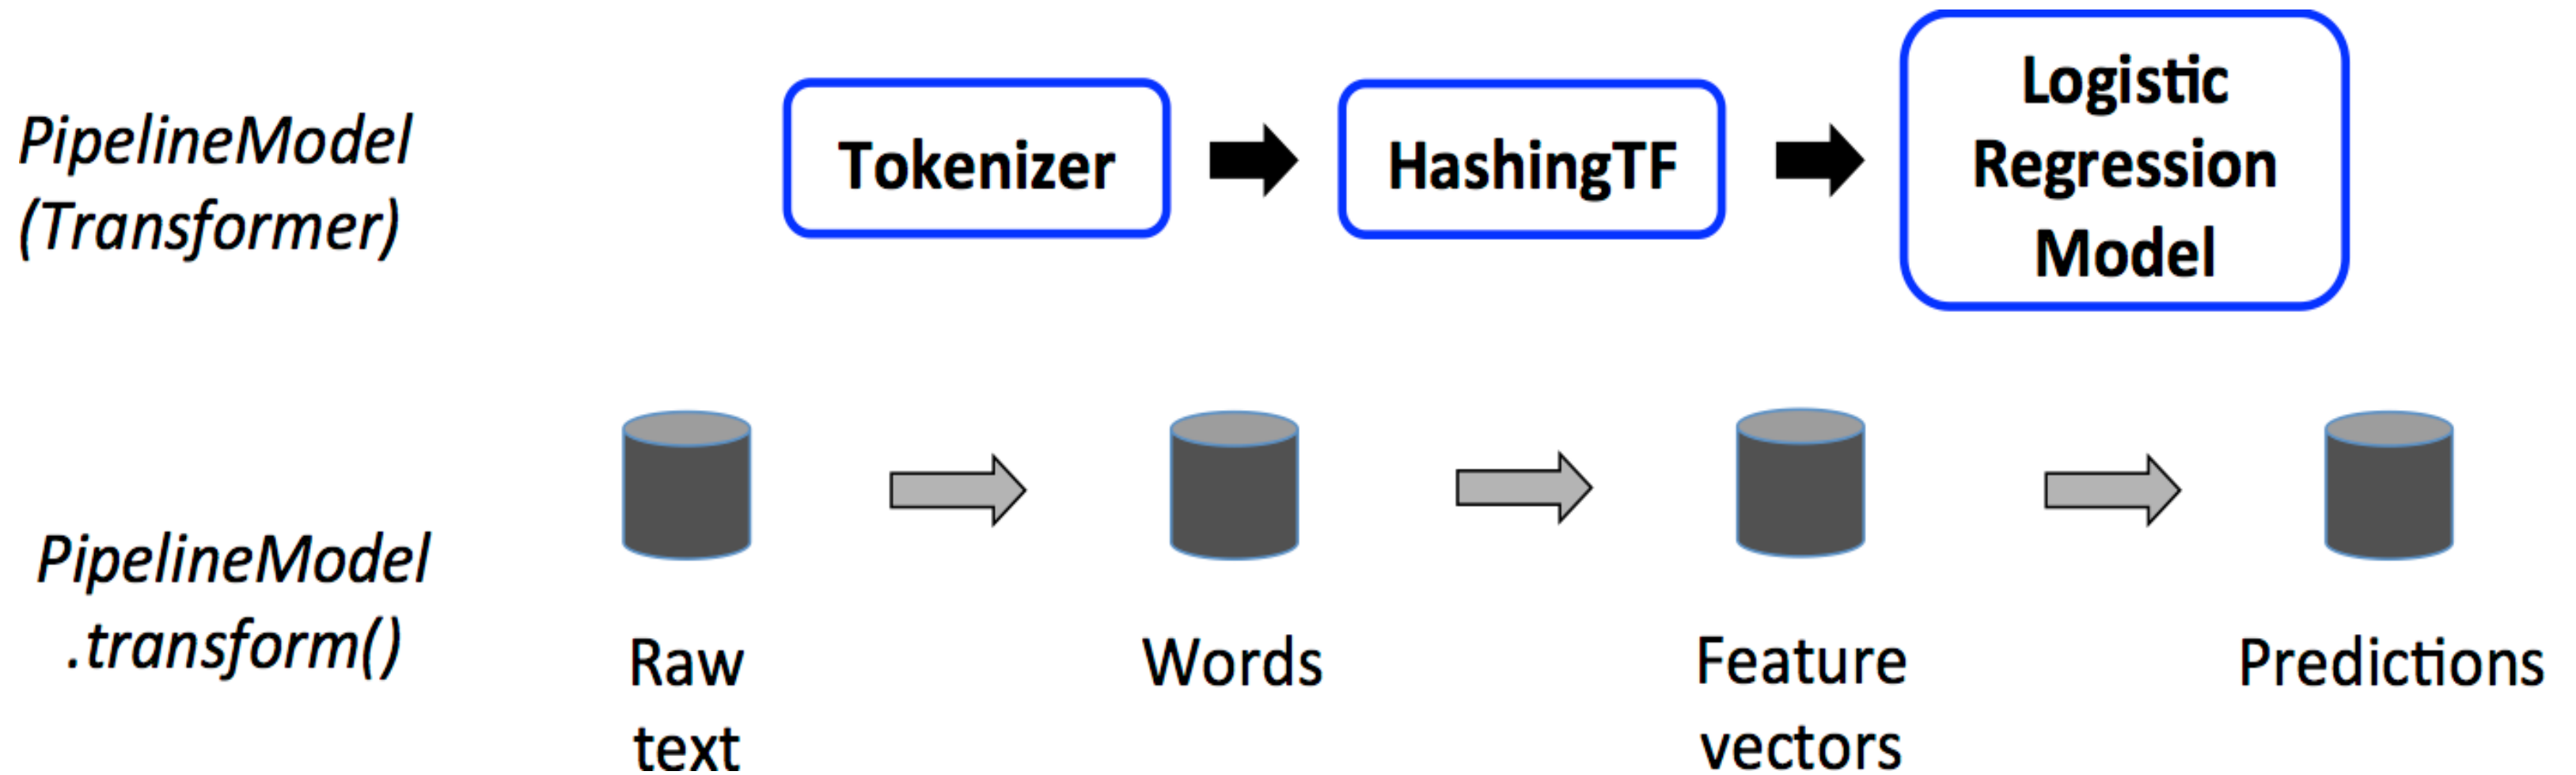 PipelineModel
(Transformer)
Tokenizer
HashingTF
Logistic
Regression
Model
PipelineModel
.transform()
Raw
text
Words
Feature
vectors
Predictions